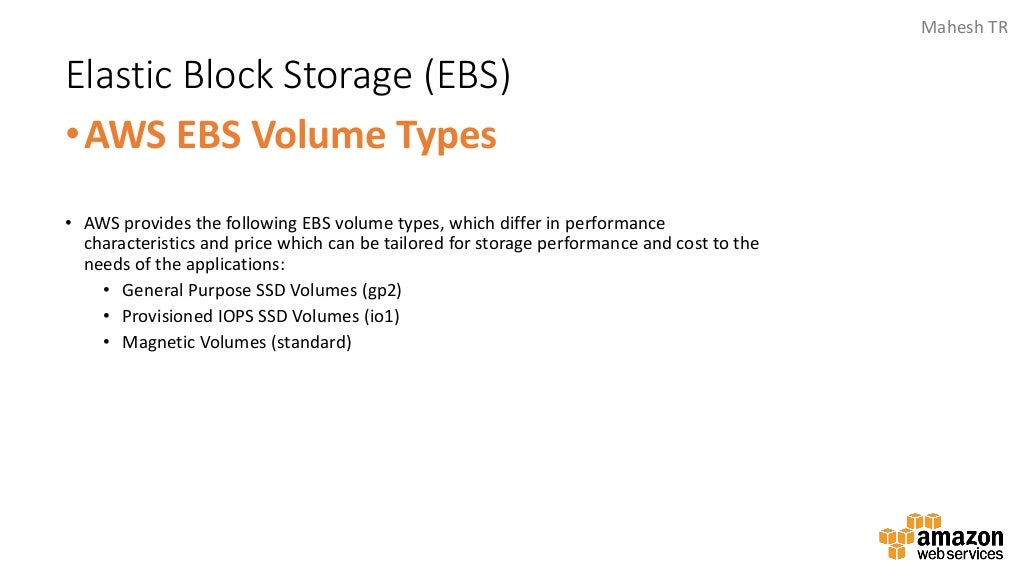 Mahesh TR
Elastic Block Storage (EBS)
•AWS EBS Volume Types
• AWS provides the following EBS volume types, which differ in performance
characteristics and price which can be tailored for storage performance and cost to the
needs of the applications:
• General Purpose SSD Volumes (gp2)
• Provisioned IOPS SSD Volumes (io1)
• Magnetic Volumes (standard)
amazon
web services